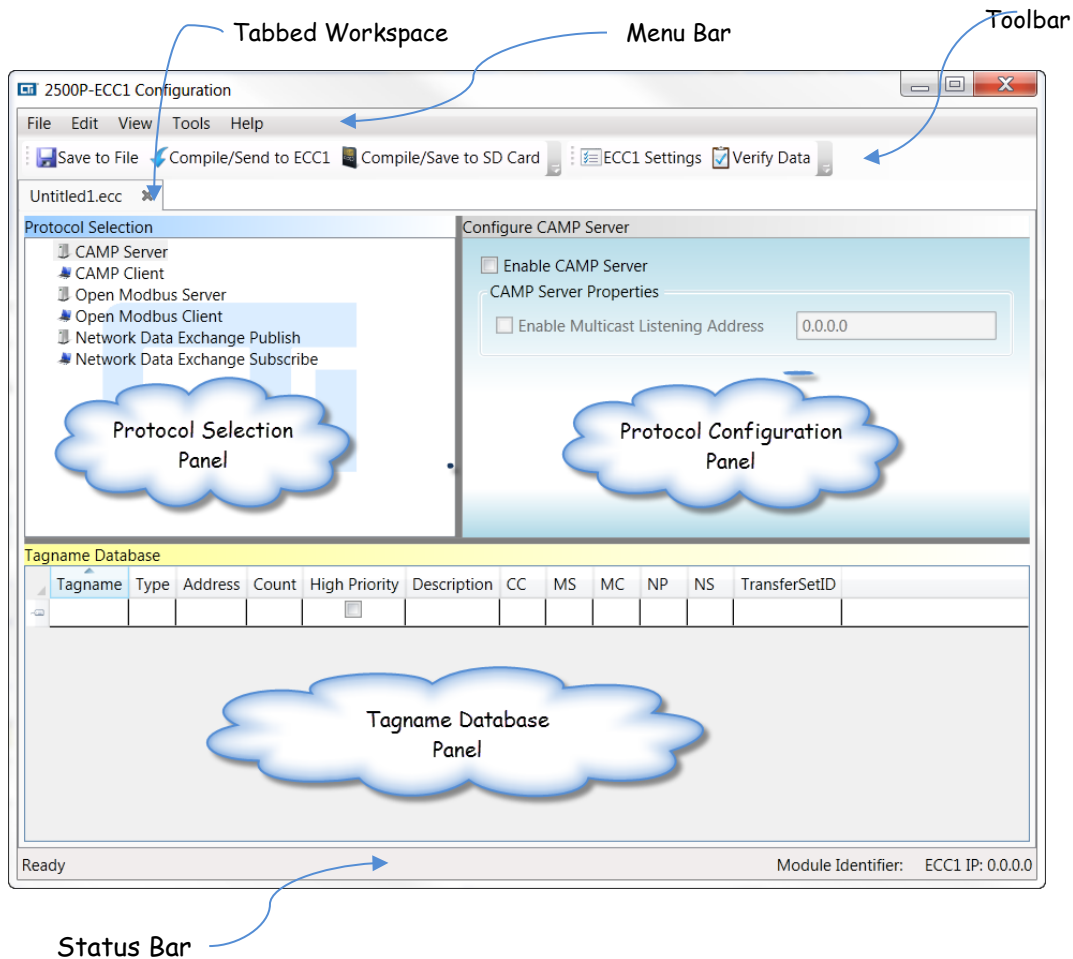 Tabbed Workspace
Menu Bar
Toolbar
2500P-ECC1 Configuration
File Edit View Tools Help
Save to File Compile/Send to ECC1 Compile/Save to SD Card ECC1 Settings Verify Data
Untitled1.ecc
Protocol Selection
CAMP Server
CAMP Client
Open Modbus Server
Open Modbus Client
Network Data Exchange Publish
Network Data Exchange Subscribe
Protocol Selection
Panel
Configure CAMP Server
Enable CAMP Server
CAMP Server Properties
Enable Multicast Listening Address 0.0.0.0
Protocol Configuration
Panel
Tagname Database
Tagname Type Address Count High Priority Description CC MS MC NP NS TransferSetID
Tagname Database
Panel
Ready Module Identifier: ECC1 IP: 0.0.0.0
Status Bar